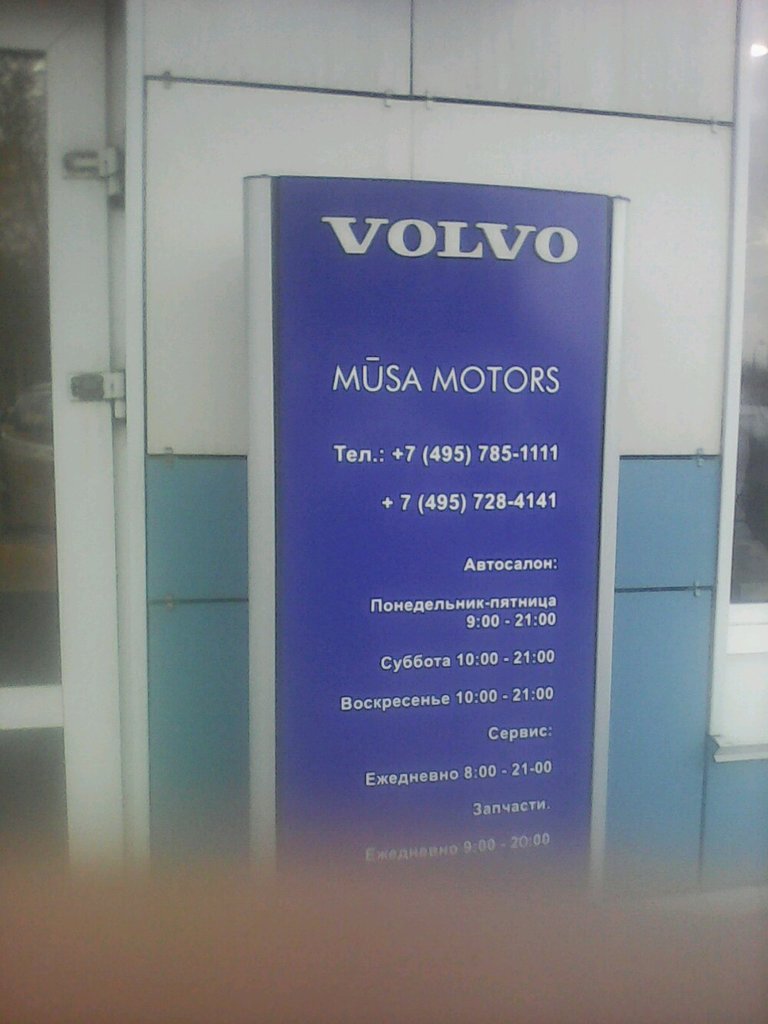 VOLVO
MŪSA MOTORS
Тел.: +7 (495) 785-1111
+ 7 (495) 728-4141
Автосалон:
Понедельник-пятница
9:00 - 21:00
Суббота 10:00 - 21:00
Воскресенье 10:00 - 21:00
Сервис:
Ежедневно 8:00 - 21-00
Запчасти.
Ежедневно 9:00 - 20:00